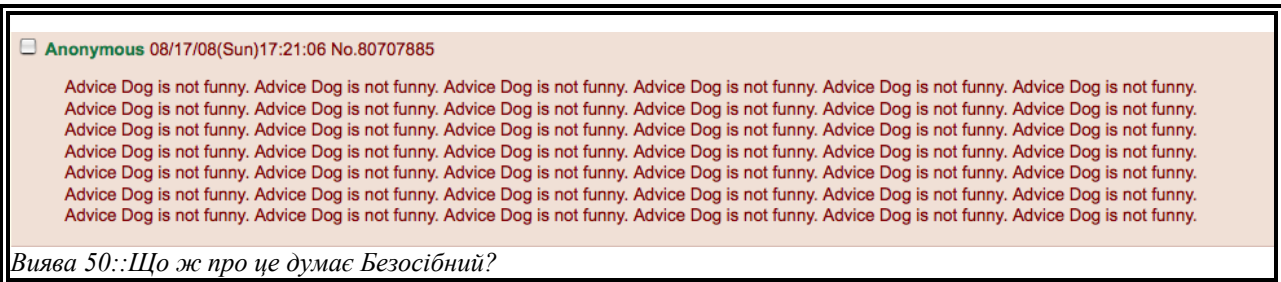 Anonymous 08/17/08(Sun)17:21:06 No.80707885
Advice Dog is not funny. Advice Dog is not funny. Advice Dog is not funny. Advice Dog is not funny. Advice Dog is not funny. Advice Dog is not funny.
Advice Dog is not funny. Advice Dog is not funny. Advice Dog is not funny. Advice Dog is not funny. Advice Dog is not funny. Advice Dog is not funny.
Advice Dog is not funny. Advice Dog is not funny. Advice Dog is not funny. Advice Dog is not funny. Advice Dog is not funny. Advice Dog is not funny.
Advice Dog is not funny. Advice Dog is not funny. Advice Dog is not funny. Advice Dog is not funny. Advice Dog is not funny. Advice Dog is not funny.
Advice Dog is not funny. Advice Dog is not funny. Advice Dog is not funny. Advice Dog is not funny. Advice Dog is not funny. Advice Dog is not funny.
Advice Dog is not funny. Advice Dog is not funny. Advice Dog is not funny. Advice Dog is not funny. Advice Dog is not funny. Advice Dog is not funny.
Advice Dog is not funny. Advice Dog is not funny. Advice Dog is not funny. Advice Dog is not funny. Advice Dog is not funny. Advice Dog is not funny.
Виява 50::Що ж про це думає Безосібний?